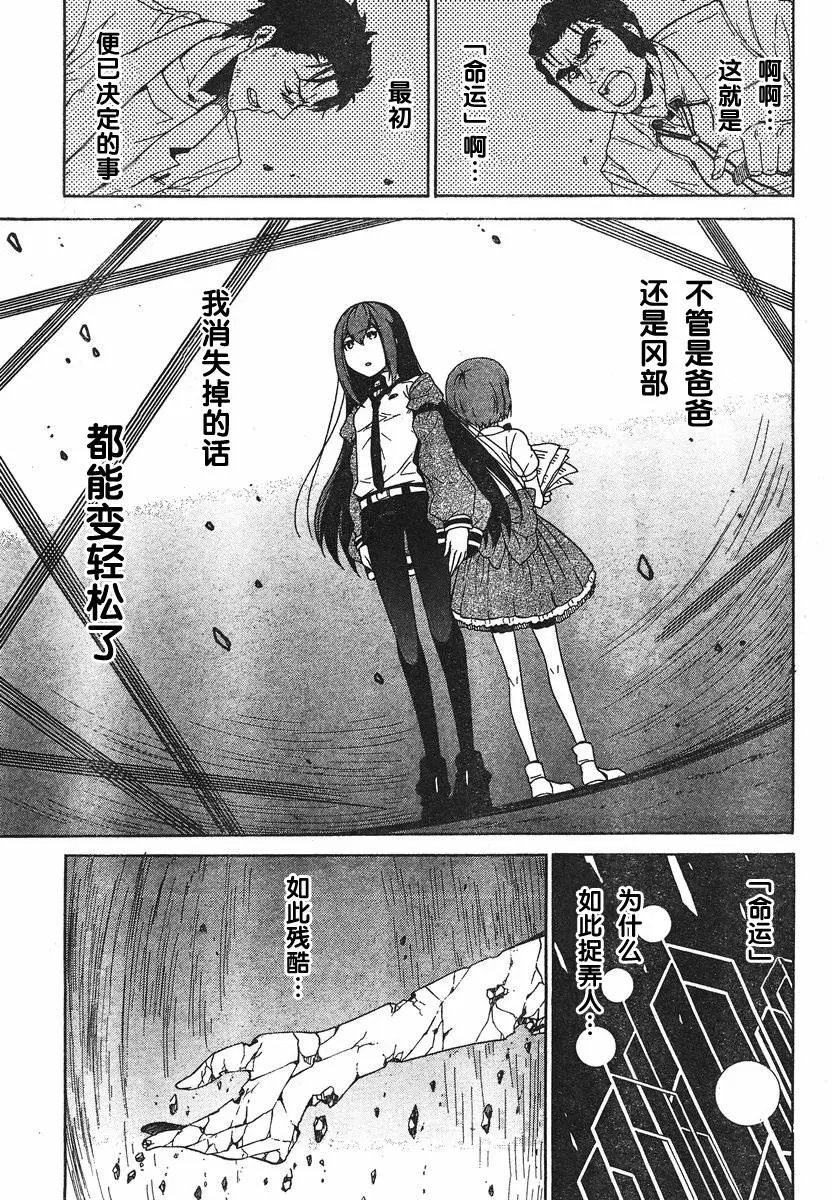 啊啊…
这就是
「命运」啊…
最初
便已决定的事
不管是爸爸
还是冈部
我消失掉的话
都能变轻松了
「命运」
为什么
如此捉弄人…
如此残酷…